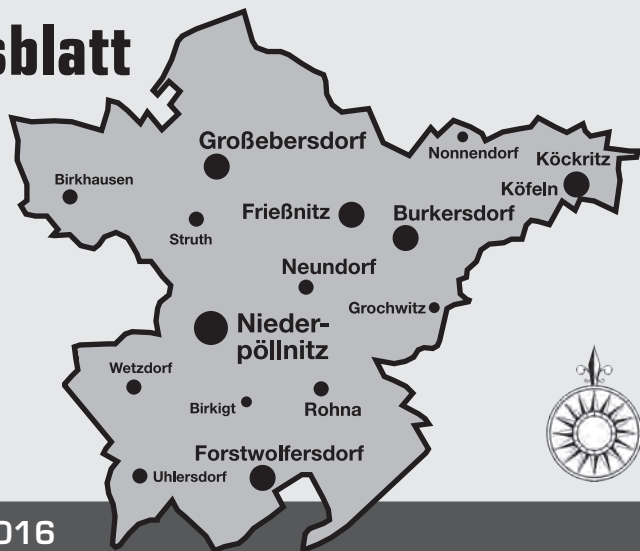 sblatt
Großebersdorf
Nonnendorf
Köckritz
Birkhausen
Köfeln
Frießnitz
Burkersdorf
Struth
Neundorf
Grochwitz
Nieder-
pöllnitz
Wetzdorf
Birkigt
Rohna
Forstwolfersdorf
Uhlersdorf
016